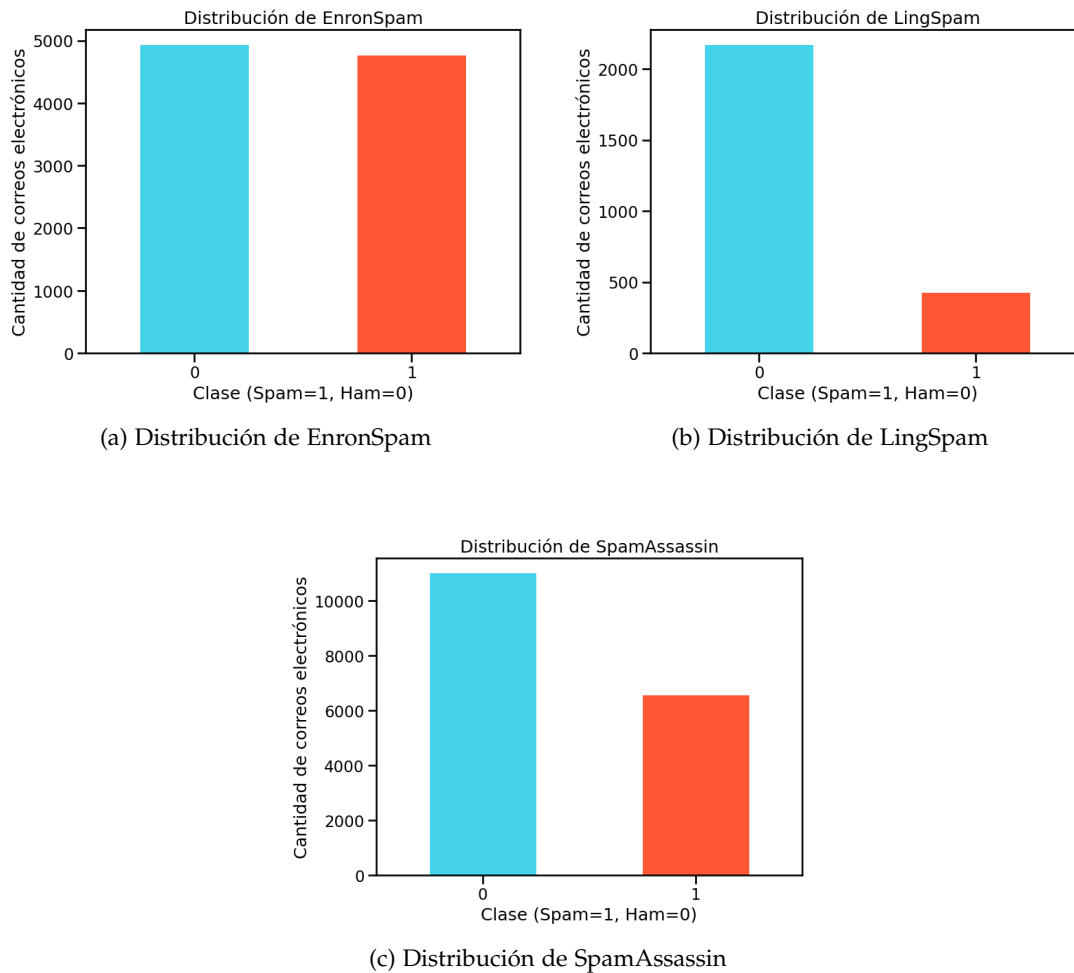 Distribución de EnronSpam
Cantidad de correos electrónicos
5000
4000
3000
2000
1000
0
0 1
Clase (Spam=1, Ham=0)
(a) Distribución de EnronSpam
Distribución de LingSpam
Cantidad de correos electrónicos
2000
1500
1000
500
0
0 1
Clase (Spam=1, Ham=0)
(b) Distribución de LingSpam
Distribución de SpamAssassin
Cantidad de correos electrónicos
10000
8000
6000
4000
2000
0
0 1
Clase (Spam=1, Ham=0)
(c) Distribución de SpamAssassin